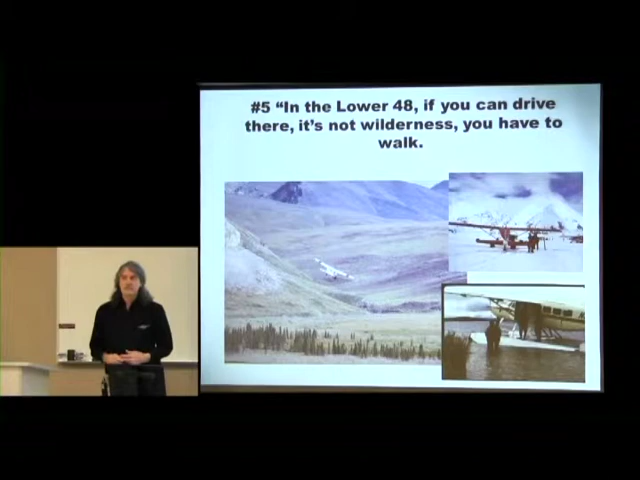 #5 “In the Lower 48, if you can drive
there, it’s not wilderness, you have to
walk.